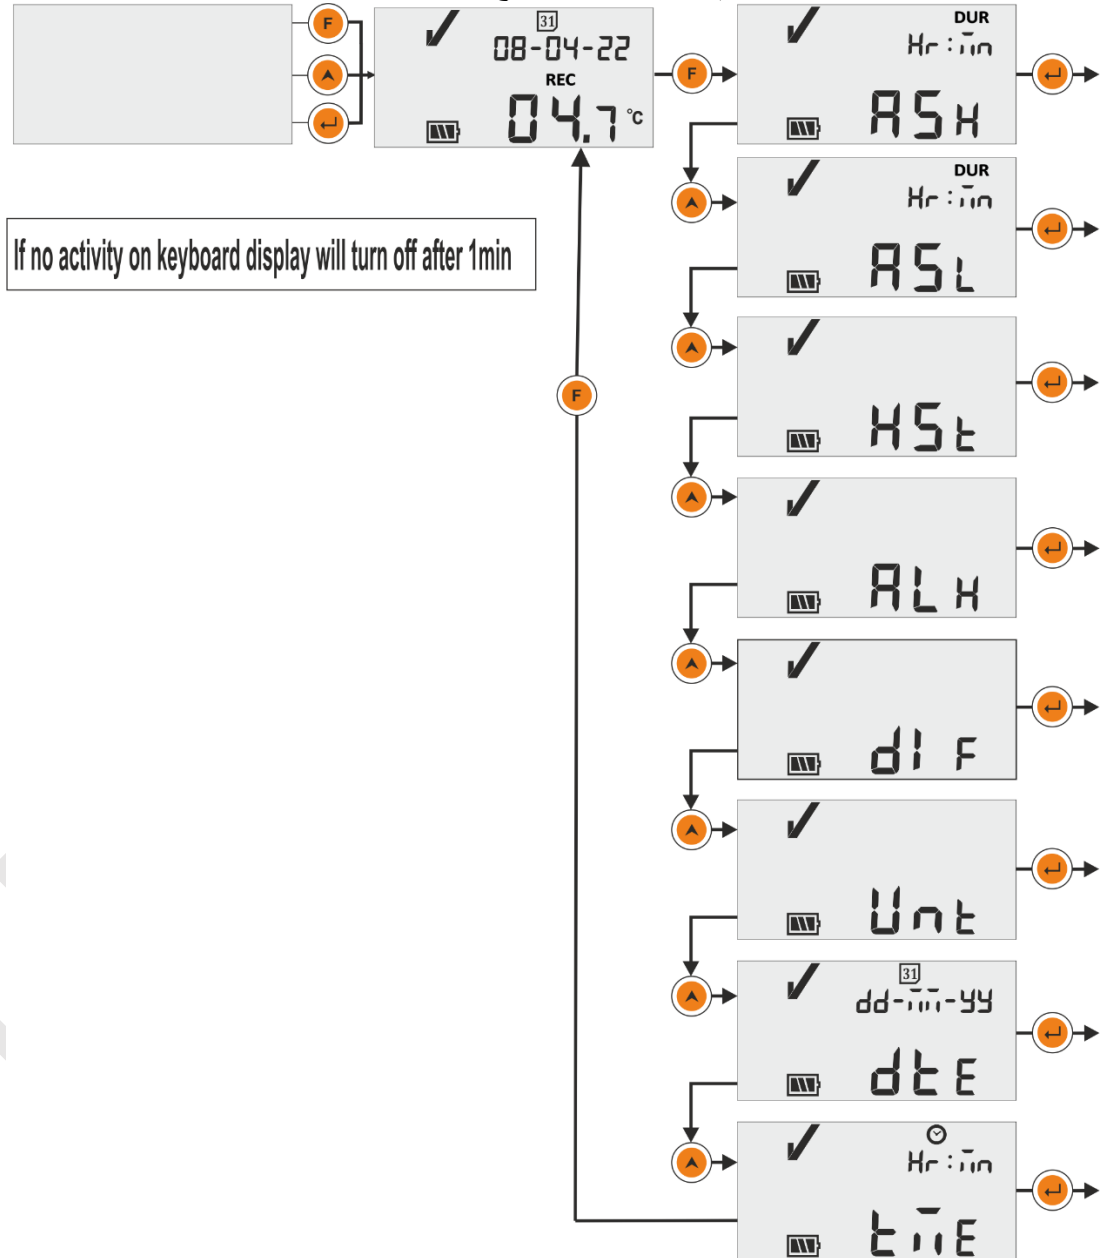 F
31
08-04-22
REC
04.7 °C
F
DUR
Hr:mn
ASH
DUR
Hr:mn
ASL
If no activity on keyboard display will turn off after 1min
HSt
F
ALH
dIF
Unt
31
dd-mm-yy
dtE
Hr:mn
tmE